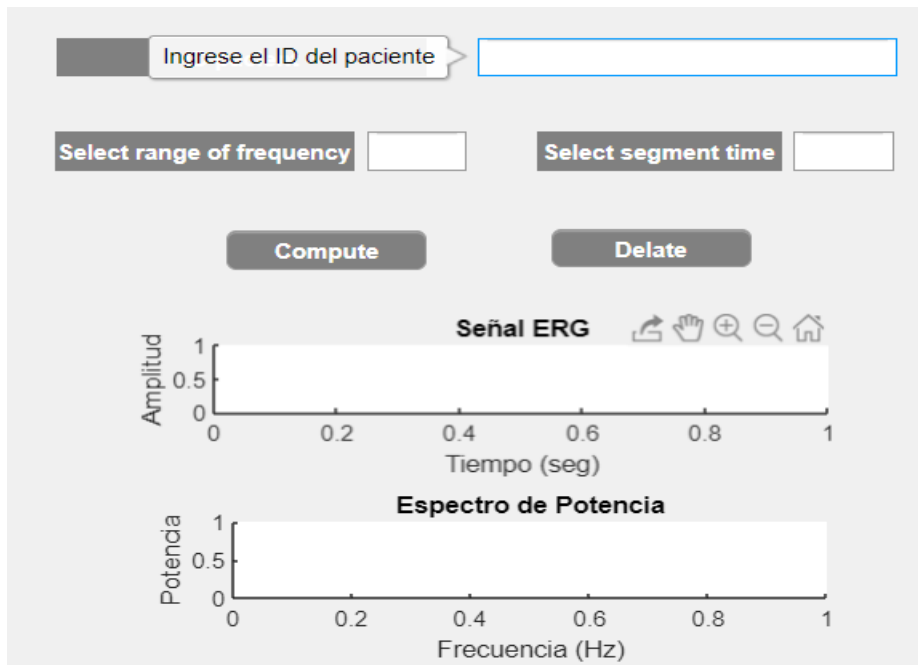 Ingrese el ID del paciente
Select range of frequency
Select segment time
Compute
Delate
Señal ERG
Amplitud
1
0.5
0
0 0.2 0.4 0.6 0.8 1
Tiempo (seg)
Espectro de Potencia
Potencia
1
0.5
0
0 0.2 0.4 0.6 0.8 1
Frecuencia (Hz)